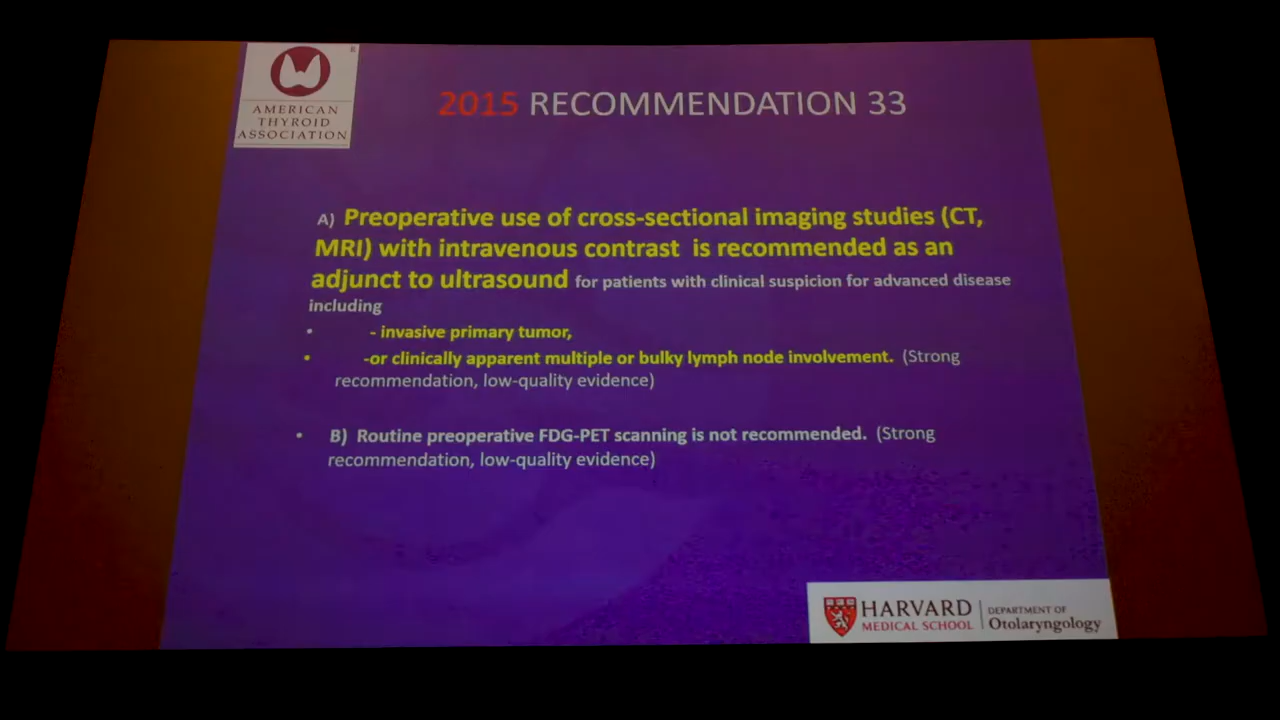 AMERICAN
THYROID
ASSOCIATION
®
2015 RECOMMENDATION 33
A) Preoperative use of cross-sectional imaging studies (CT,
MRI) with intravenous contrast is recommended as an
adjunct to ultrasound for patients with clinical suspicion for advanced disease
including
• - invasive primary tumor,
• -or clinically apparent multiple or bulky lymph node involvement. (Strong
recommendation, low-quality evidence)
• B) Routine preoperative FDG-PET scanning is not recommended. (Strong
recommendation, low-quality evidence)
HARVARD
MEDICAL SCHOOL
DEPARTMENT OF
Otolaryngology